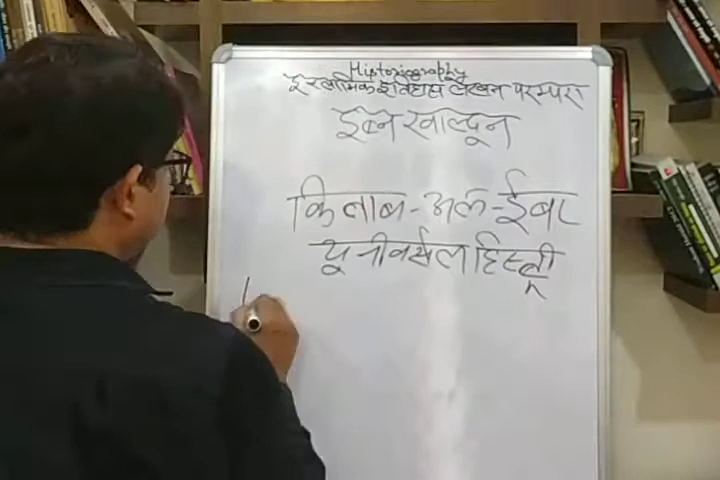 Historiography
इस्लामिक इतिहास लेखन परम्परा
इब्न खाल्दून
किताब-अल-ईबर
यूनीवर्सल हिस्ट्री